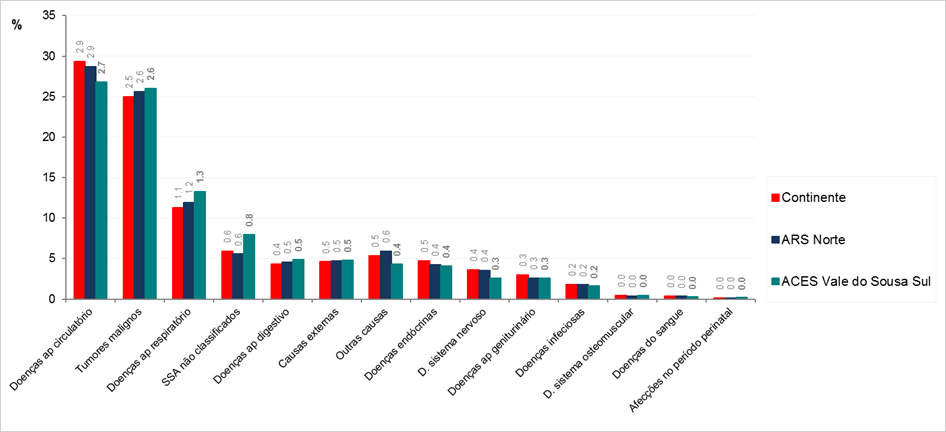 %
35
30
25
20
15
10
5
0
2.9 2.9 2.7
2.5 2.6 2.6
1.1 1.2 1.3
0.6 0.6 0.8
0.4 0.5 0.5
0.5 0.5 0.5
0.5 0.6 0.4
0.5 0.4 0.4
0.4 0.4 0.3
0.3 0.3 0.3
0.2 0.2 0.2
0.0 0.0 0.0
0.0 0.0 0.0
0.0 0.0 0.0
Doenças ap circulatório
Tumores malignos
Doenças ap respiratório
SSA não classificados
Doenças ap digestivo
Causas externas
Outras causas
Doenças endócrinas
D. sistema nervoso
Doenças ap geniturinário
Doenças infeciosas
D. sistema osteomuscular
Doenças do sangue
Afecções no período perinatal
Continente
ARS Norte
ACES Vale do Sousa Sul